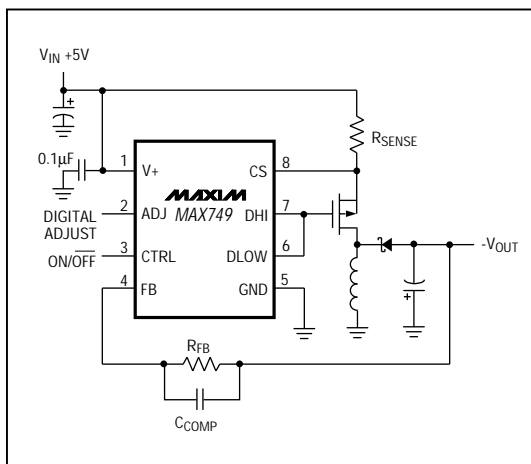 V_IN +5V
R_SENSE
0.1µF
1 V+
CS 8
MAXIM
MAX749
DIGITAL ADJUST
2 ADJ
DHI 7
ON/O̅F̅F̅
3 CTRL
DLOW 6
-V_OUT
4 FB
GND 5
R_FB
C_COMP